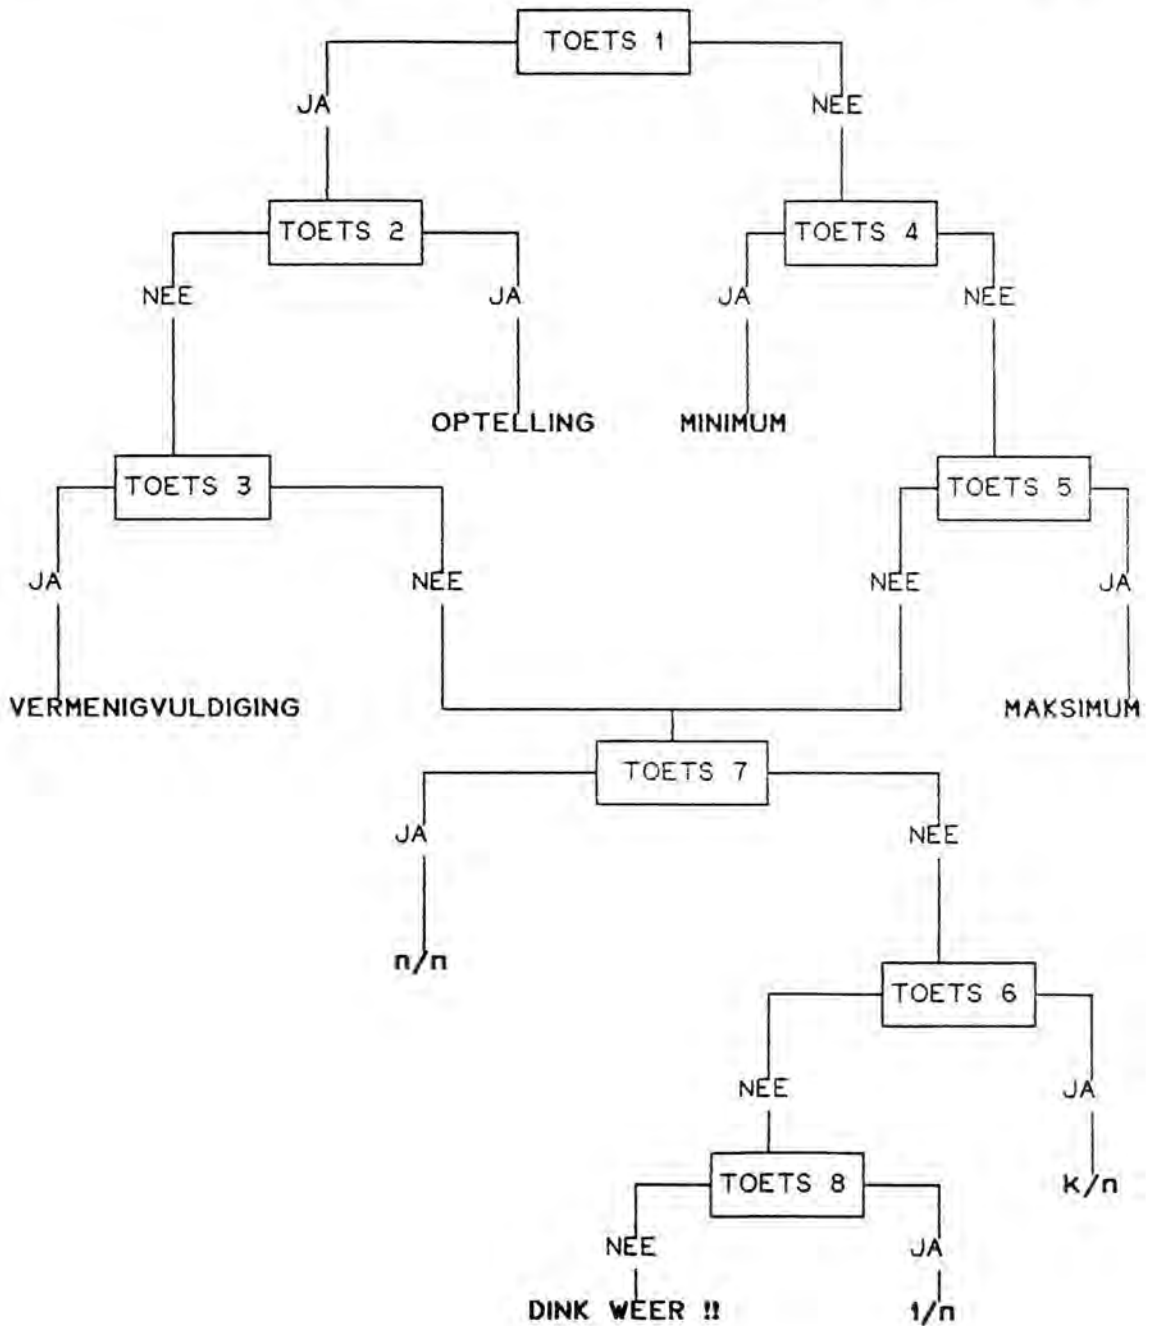 TOETS 1
JA NEE
TOETS 2 TOETS 4
NEE JA JA NEE
OPTELLING MINIMUM
TOETS 3 TOETS 5
JA NEE NEE JA
VERMENIGVULDIGING MAKSIMUM
TOETS 7
JA NEE
n/n
TOETS 6
NEE JA
TOETS 8 k/n
NEE JA
DINK WEER !! 1/n